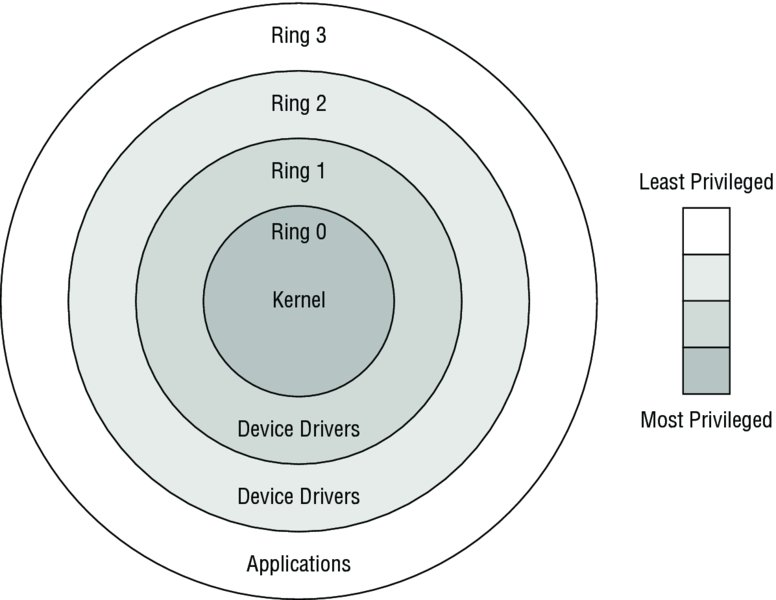 Ring 3
Ring 2
Ring 1
Ring 0
Kernel
Device Drivers
Device Drivers
Applications
Least Privileged
Most Privileged